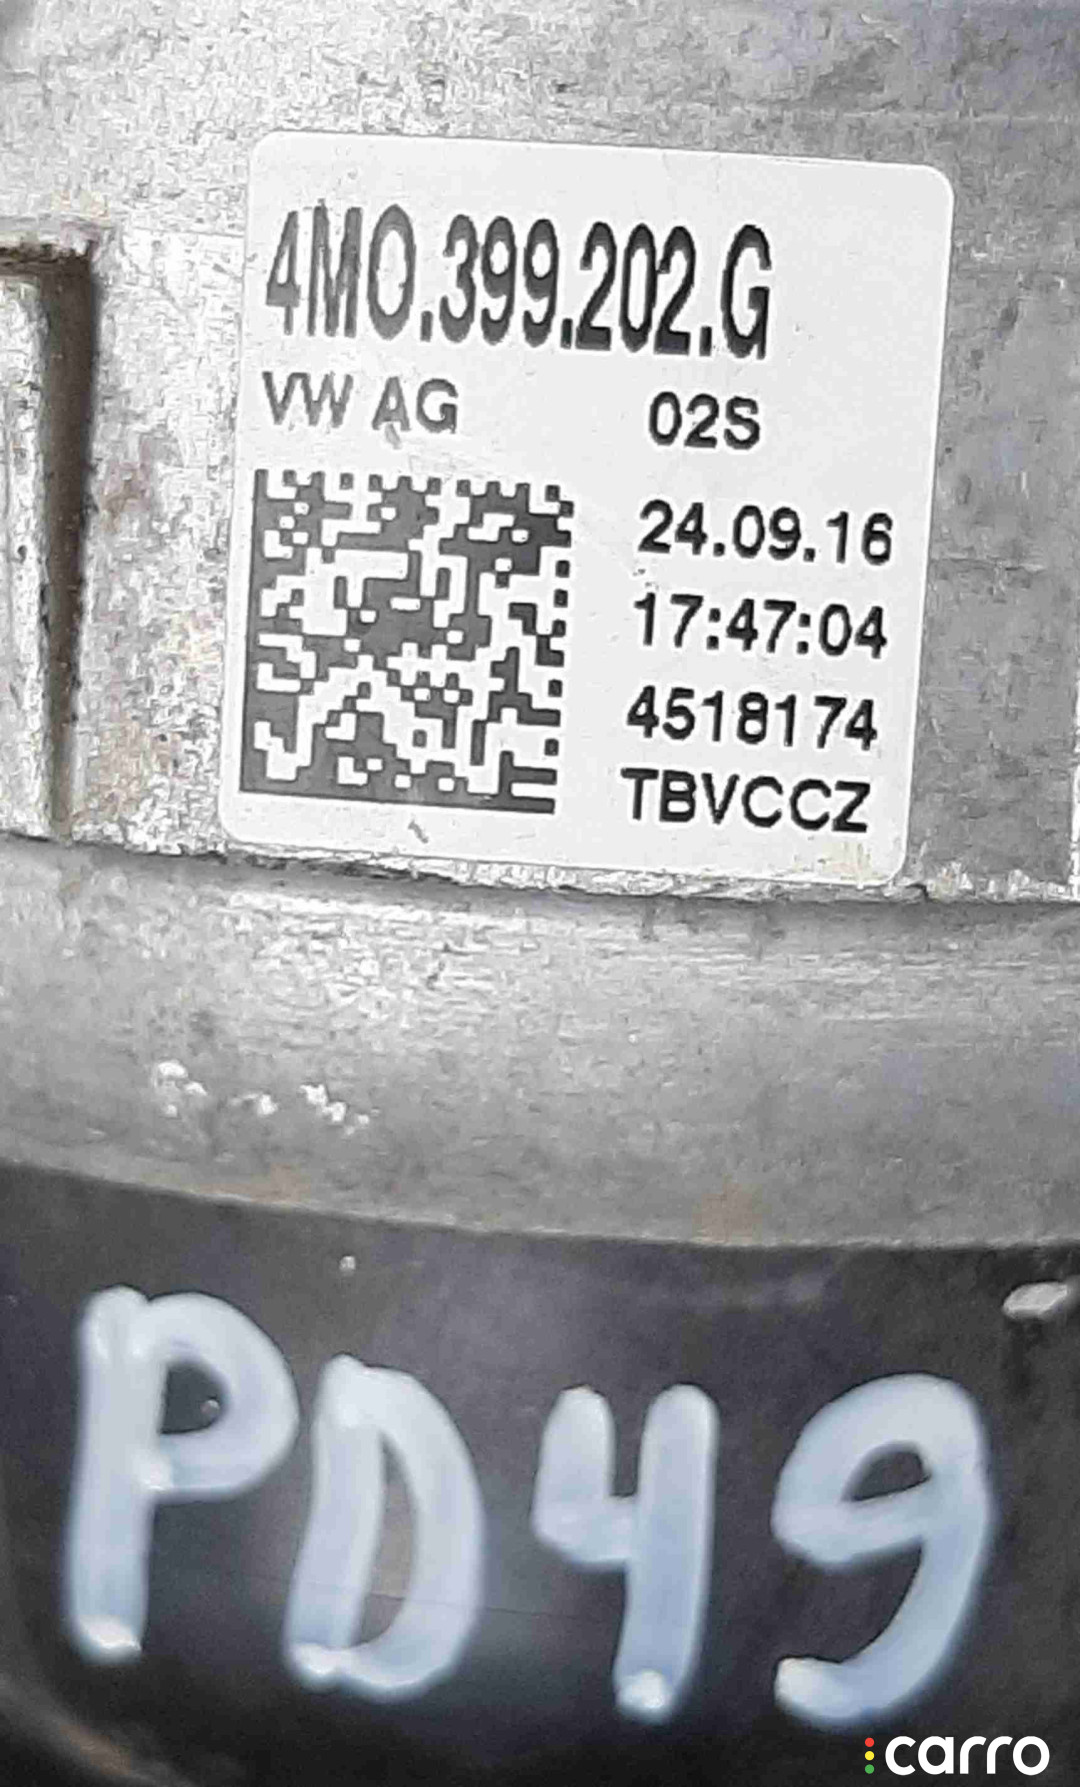 4M0.399.202.G
VW AG 02S
24.09.16
17:47:04
4518174
TBVCCZ
PD49
carro